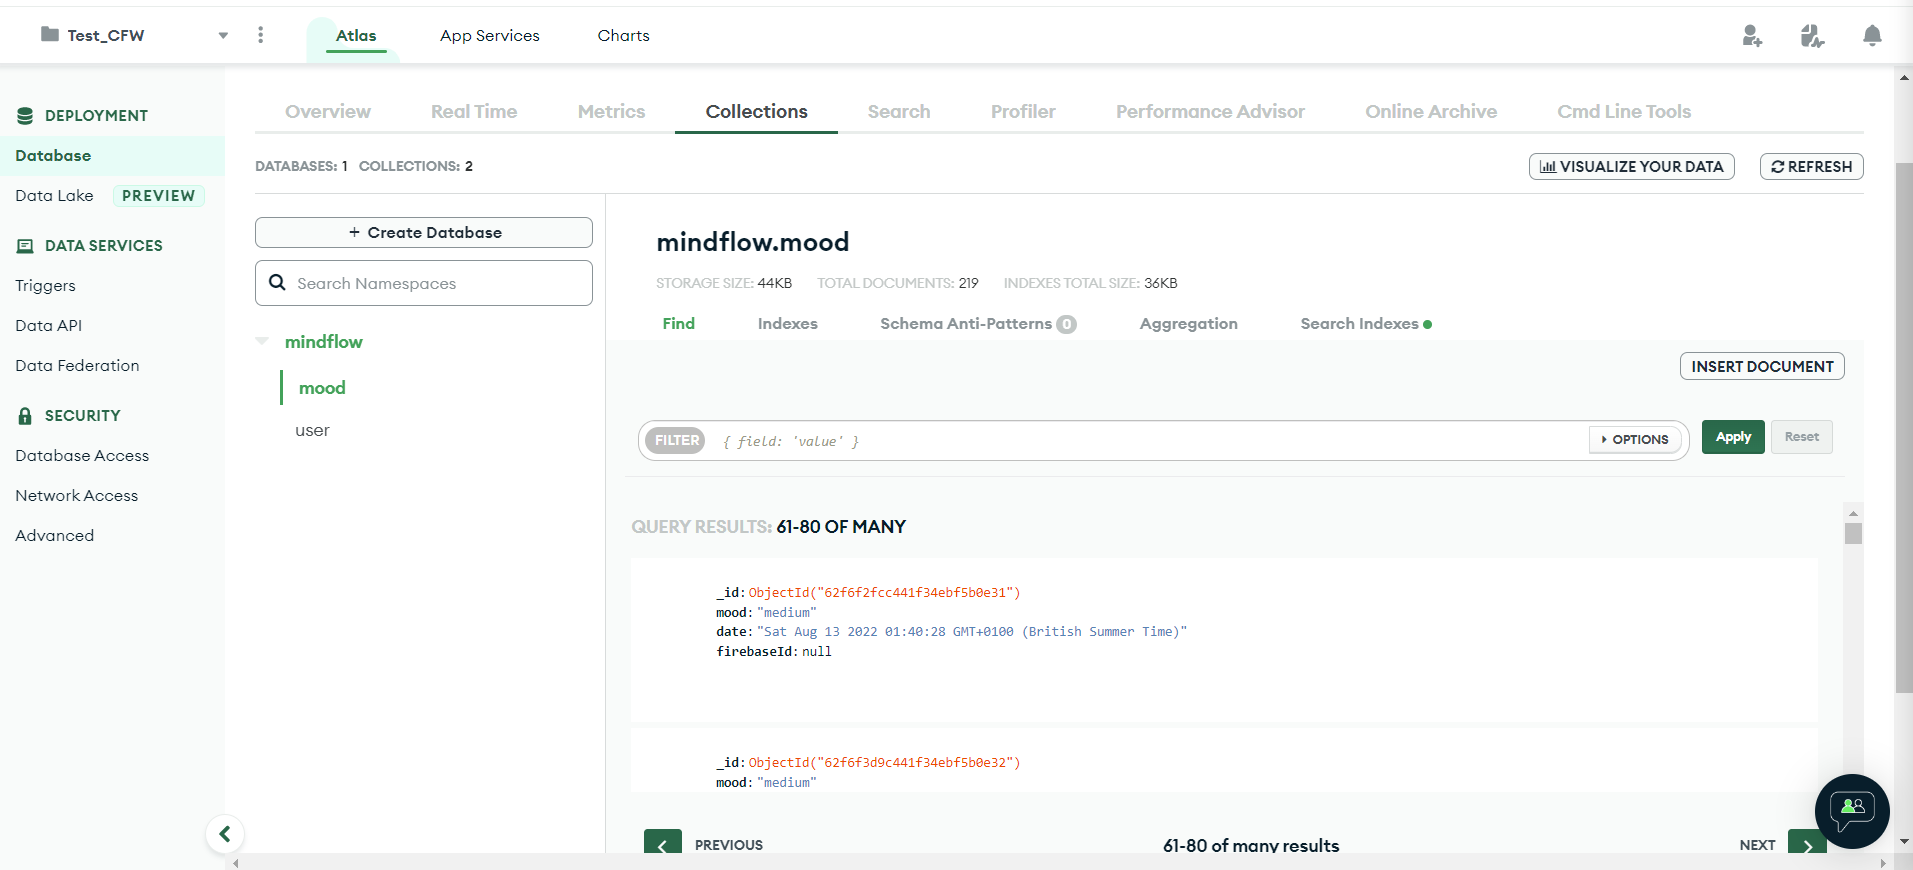 Test_CFW
Atlas
App Services
Charts
DEPLOYMENT
Database
Data Lake PREVIEW
DATA SERVICES
Triggers
Data API
Data Federation
SECURITY
Database Access
Network Access
Advanced
Overview
Real Time
Metrics
Collections
Search
Profiler
Performance Advisor
Online Archive
Cmd Line Tools
DATABASES: 1 COLLECTIONS: 2
VISUALIZE YOUR DATA
REFRESH
+ Create Database
Search Namespaces
mindflow
mood
user
mindflow.mood
STORAGE SIZE: 44KB TOTAL DOCUMENTS: 219 INDEXES TOTAL SIZE: 36KB
Find
Indexes
Schema Anti-Patterns 0
Aggregation
Search Indexes
INSERT DOCUMENT
FILTER { field: 'value' }
OPTIONS
Apply
Reset
QUERY RESULTS: 61-80 OF MANY
_id: ObjectId("62f6f2fcc441f34ebf5b0e31")
mood: "medium"
date: "Sat Aug 13 2022 01:40:28 GMT+0100 (British Summer Time)"
firebaseId: null
_id: ObjectId("62f6f3d9c441f34ebf5b0e32")
mood: "medium"
PREVIOUS
61-80 of many results
NEXT